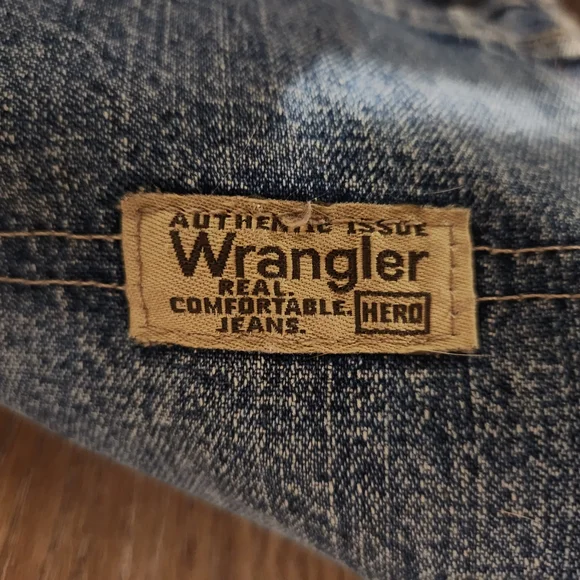 AUTHENTIC ISSUE
Wrangler
REAL.
COMFORTABLE.
JEANS.
HERO